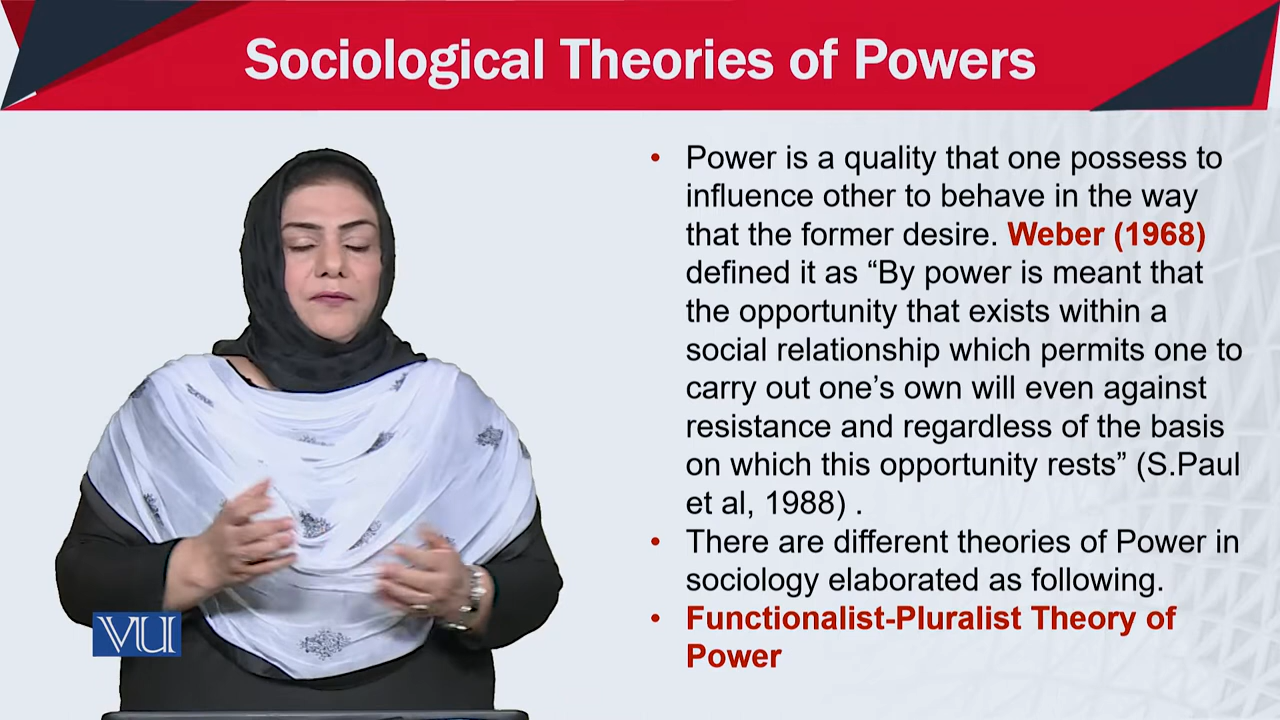 Sociological Theories of Powers
• Power is a quality that one possess to
influence other to behave in the way
that the former desire. Weber (1968)
defined it as “By power is meant that
the opportunity that exists within a
social relationship which permits one to
carry out one’s own will even against
resistance and regardless of the basis
on which this opportunity rests” (S.Paul
et al, 1988) .
• There are different theories of Power in
sociology elaborated as following.
• Functionalist-Pluralist Theory of
Power
VU